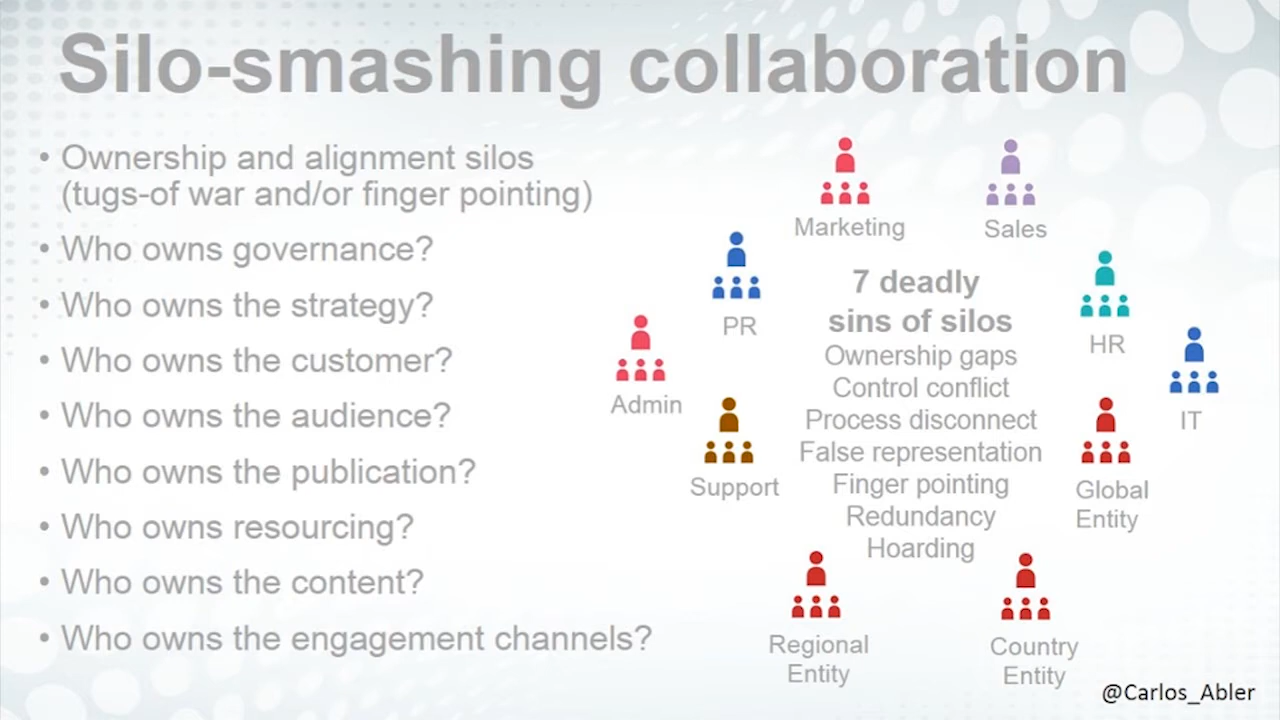 Silo-smashing collaboration
• Ownership and alignment silos
(tugs-of war and/or finger pointing)
• Who owns governance?
• Who owns the strategy?
• Who owns the customer?
• Who owns the audience?
• Who owns the publication?
• Who owns resourcing?
• Who owns the content?
• Who owns the engagement channels?
Marketing
Sales
PR
HR
Admin
IT
Support
Global
Entity
Regional
Entity
Country
Entity
7 deadly
sins of silos
Ownership gaps
Control conflict
Process disconnect
False representation
Finger pointing
Redundancy
Hoarding
@Carlos_Abler